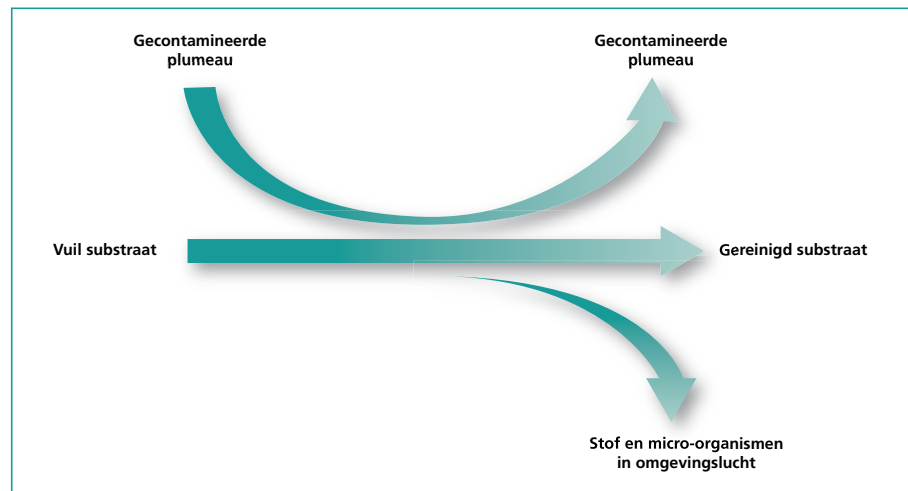 Gecontamineerde
plumeau
Gecontamineerde
plumeau
Vuil substraat
Gereinigd substraat
Stof en micro-organismen
in omgevingslucht